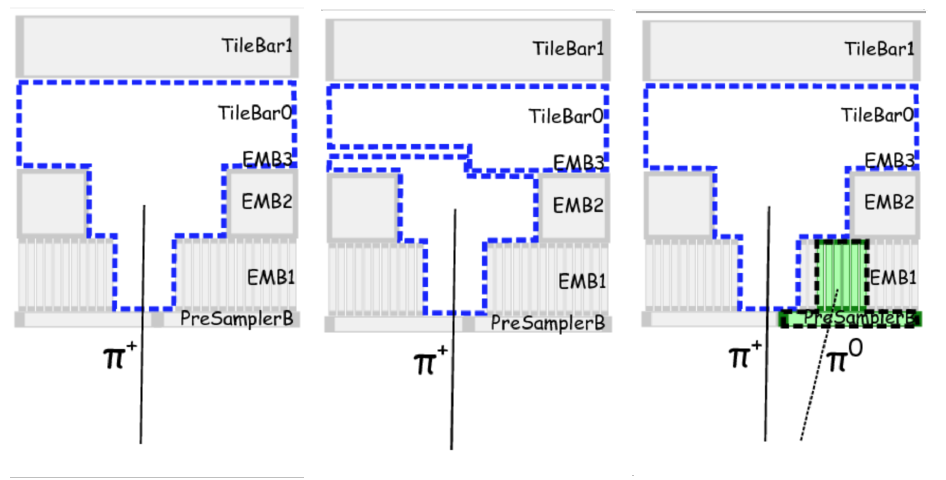 TileBar1
TileBar0
EMB3
EMB2
EMB1
PreSamplerB
π⁺
TileBar1
TileBar0
EMB3
EMB2
EMB1
PreSamplerB
π⁺
TileBar1
TileBar0
EMB3
EMB2
EMB1
PreSamplerB
π⁺ π⁰